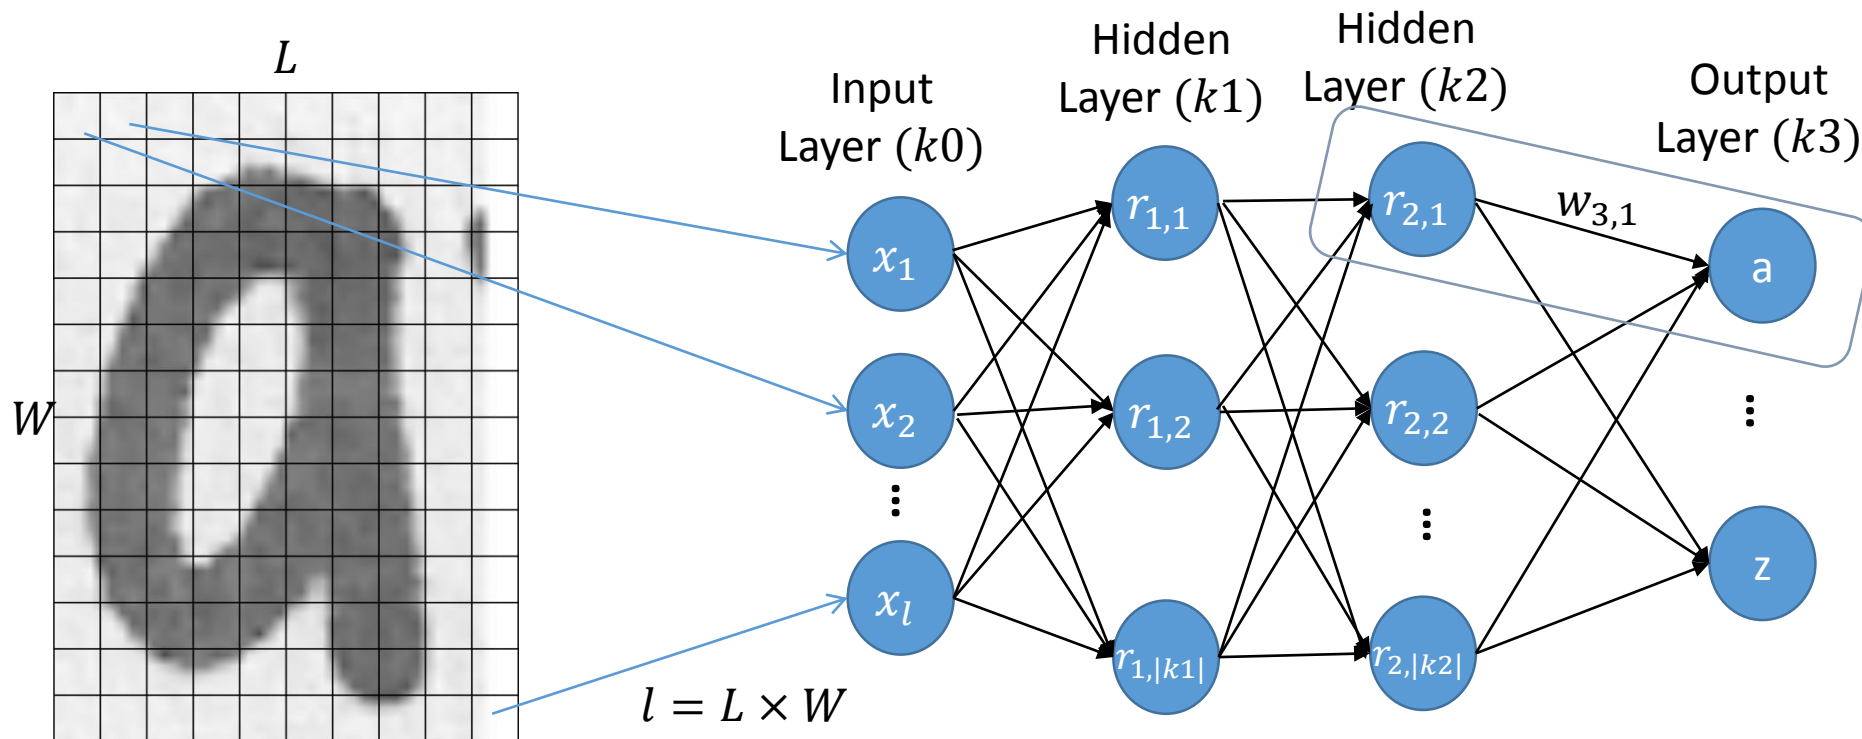 L
W
Input
Layer (k0)
Hidden
Layer (k1)
Hidden
Layer (k2)
Output
Layer (k3)
x₁
x₂
⋮
x_l
l = L × W
r₁,₁
r₁,₂
r₁,|k1|
r₂,₁
r₂,₂
⋮
r₂,|k2|
w₃,₁
a
⋮
z